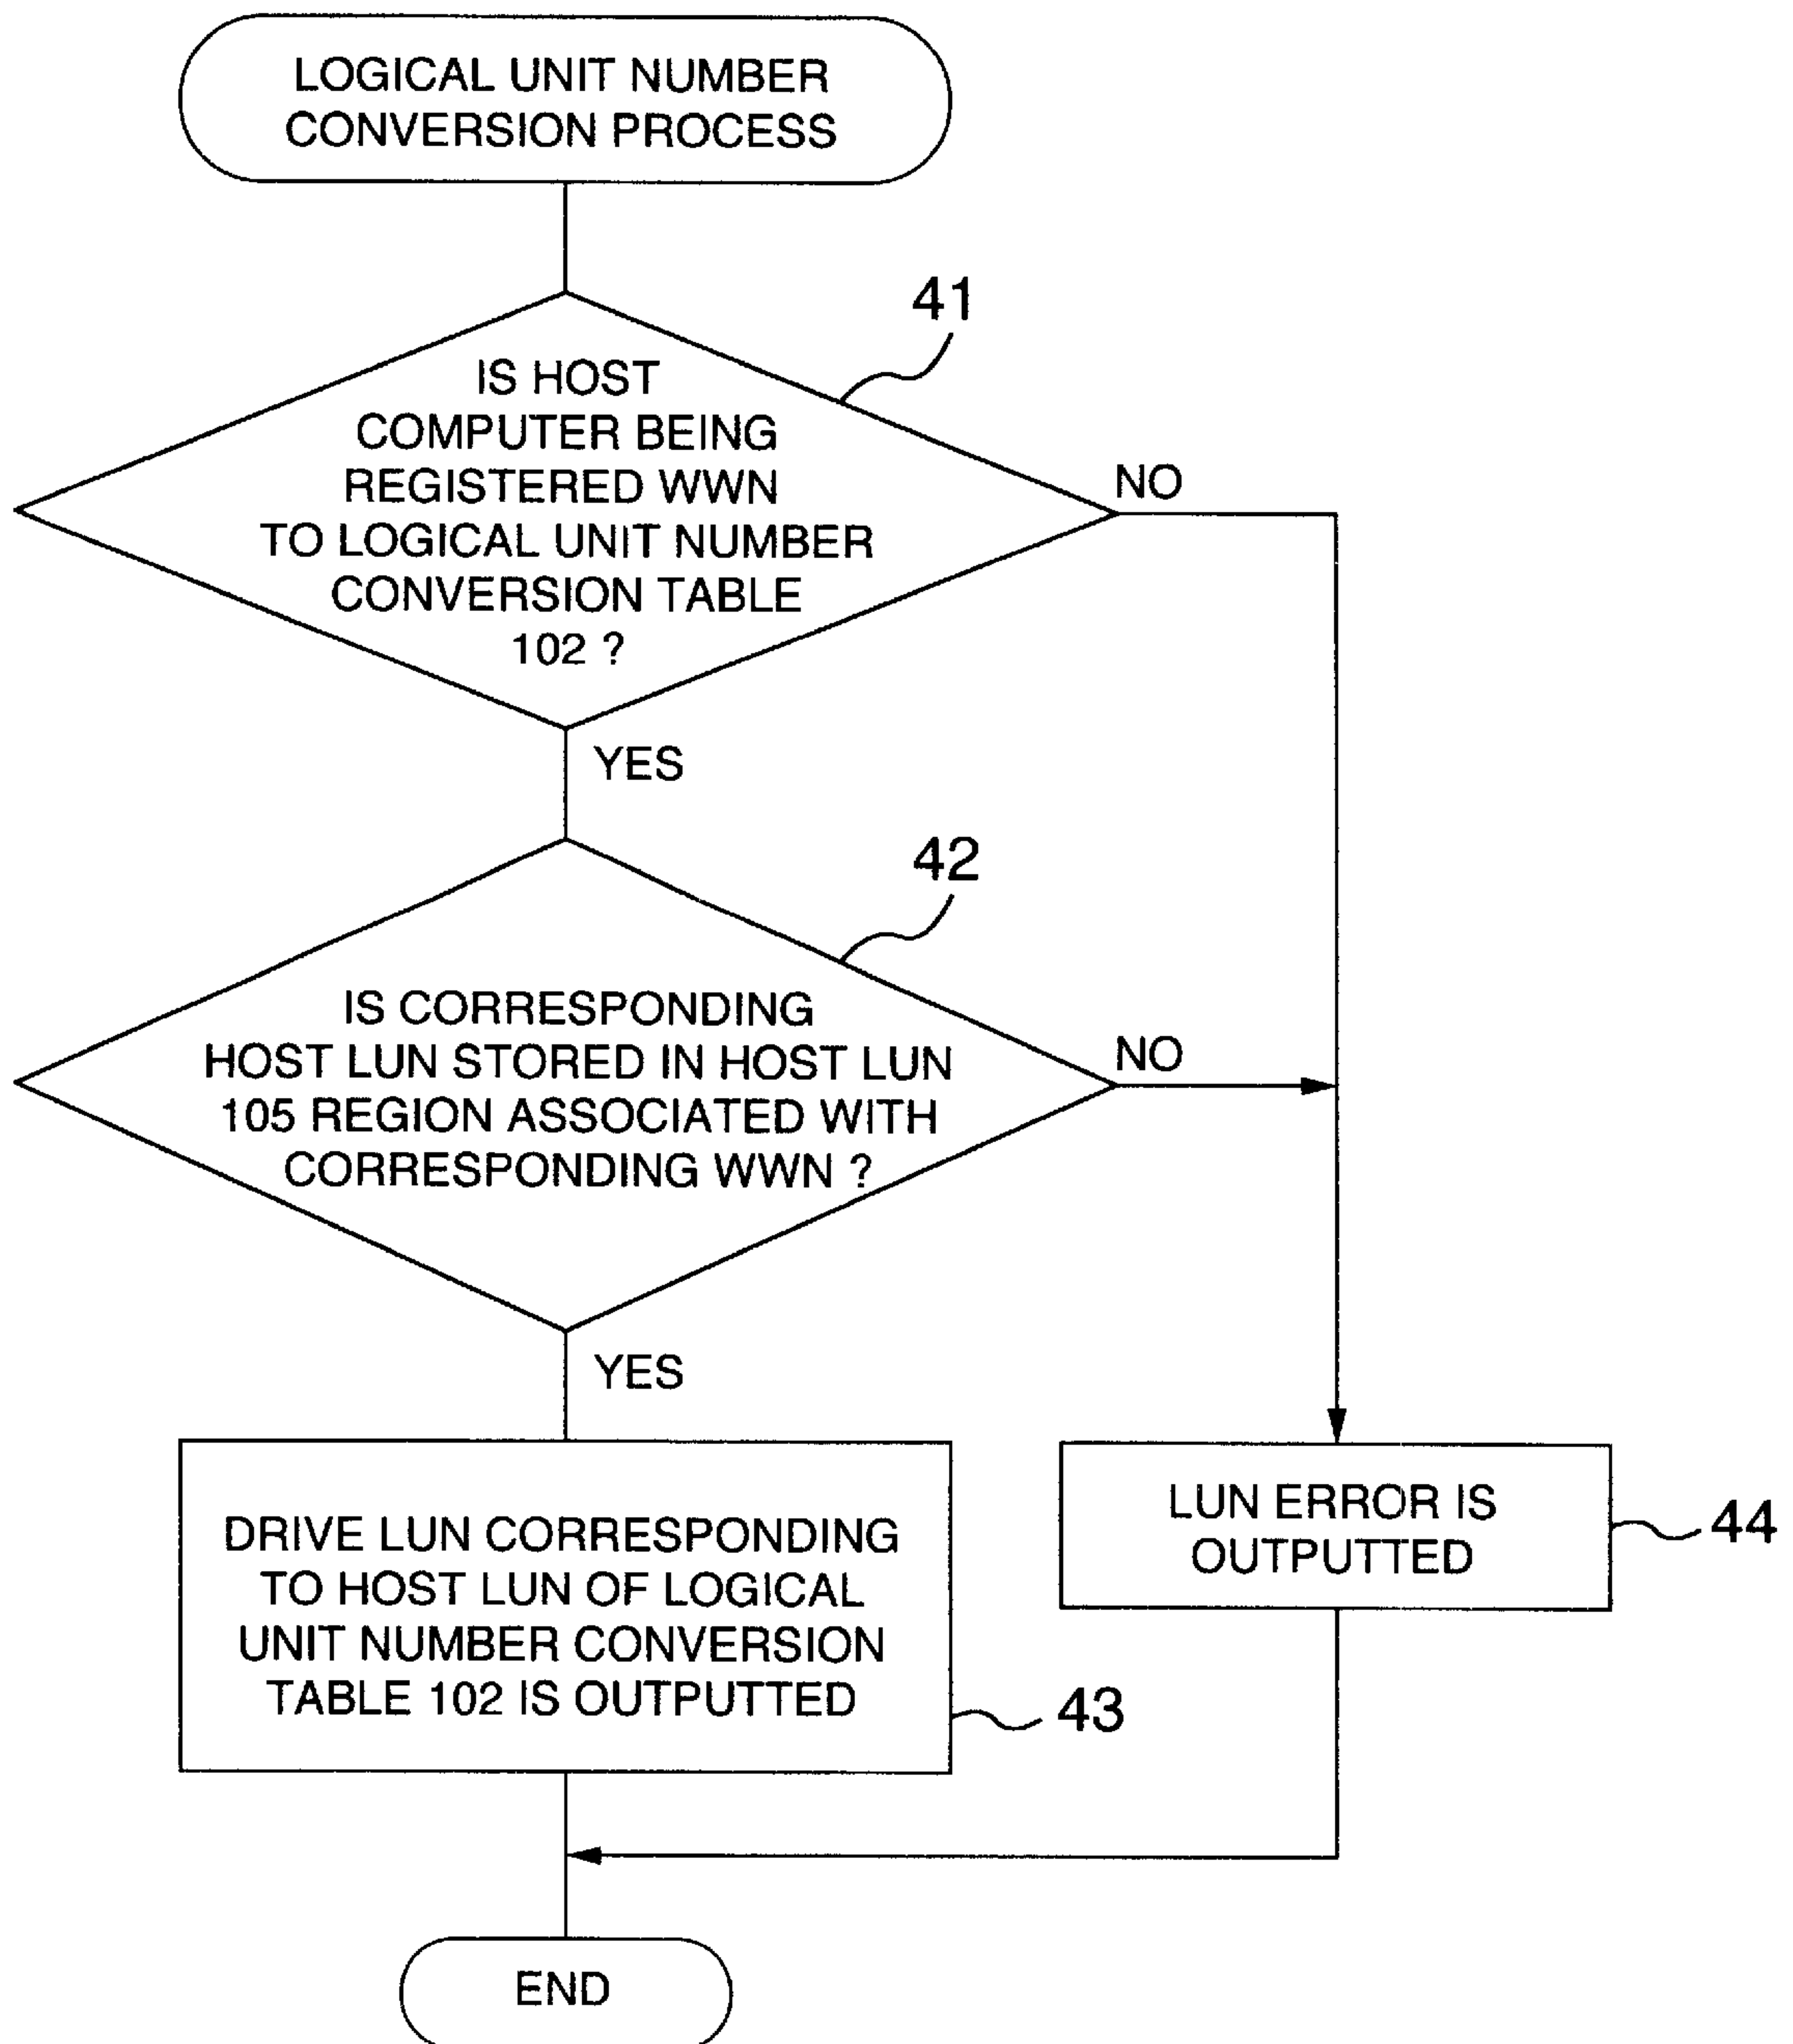 LOGICAL UNIT NUMBER
CONVERSION PROCESS
41
IS HOST
COMPUTER BEING
REGISTERED WWN
TO LOGICAL UNIT NUMBER
CONVERSION TABLE
102 ?
NO
YES
42
IS CORRESPONDING
HOST LUN STORED IN HOST LUN
105 REGION ASSOCIATED WITH
CORRESPONDING WWN ?
NO
YES
DRIVE LUN CORRESPONDING
TO HOST LUN OF LOGICAL
UNIT NUMBER CONVERSION
TABLE 102 IS OUTPUTTED
43
LUN ERROR IS
OUTPUTTED
44
END